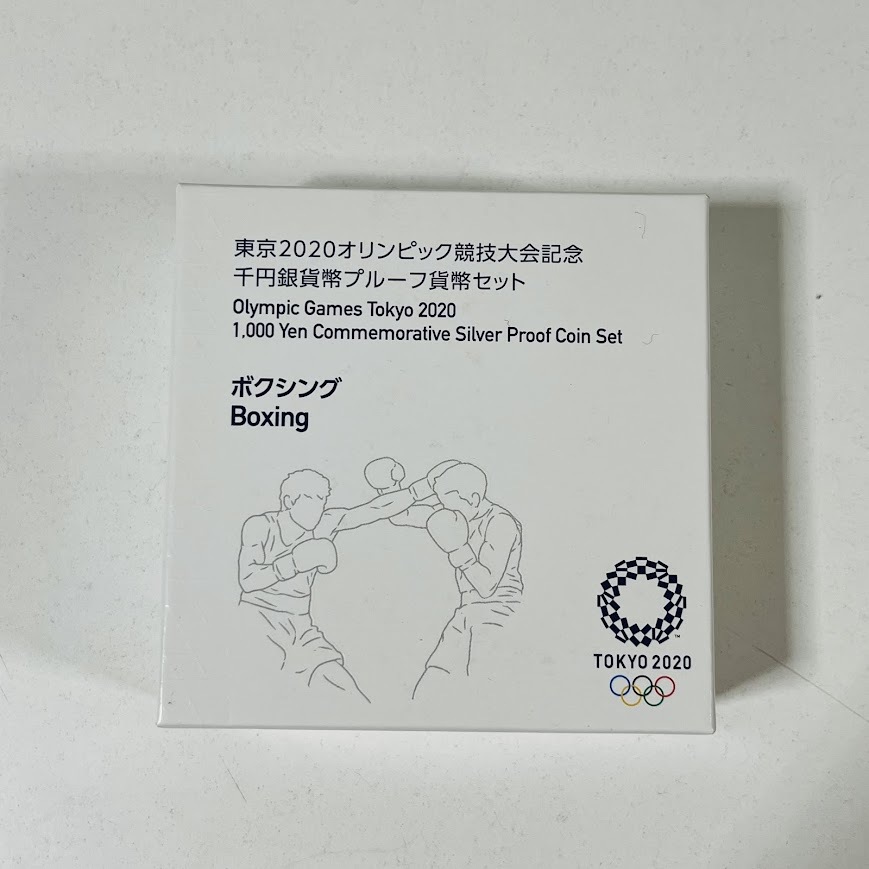 東京2020オリンピック競技大会記念
千円銀貨幣プルーフ貨幣セット
Olympic Games Tokyo 2020
1,000 Yen Commemorative Silver Proof Coin Set
ボクシング
Boxing
TM
TOKYO 2020